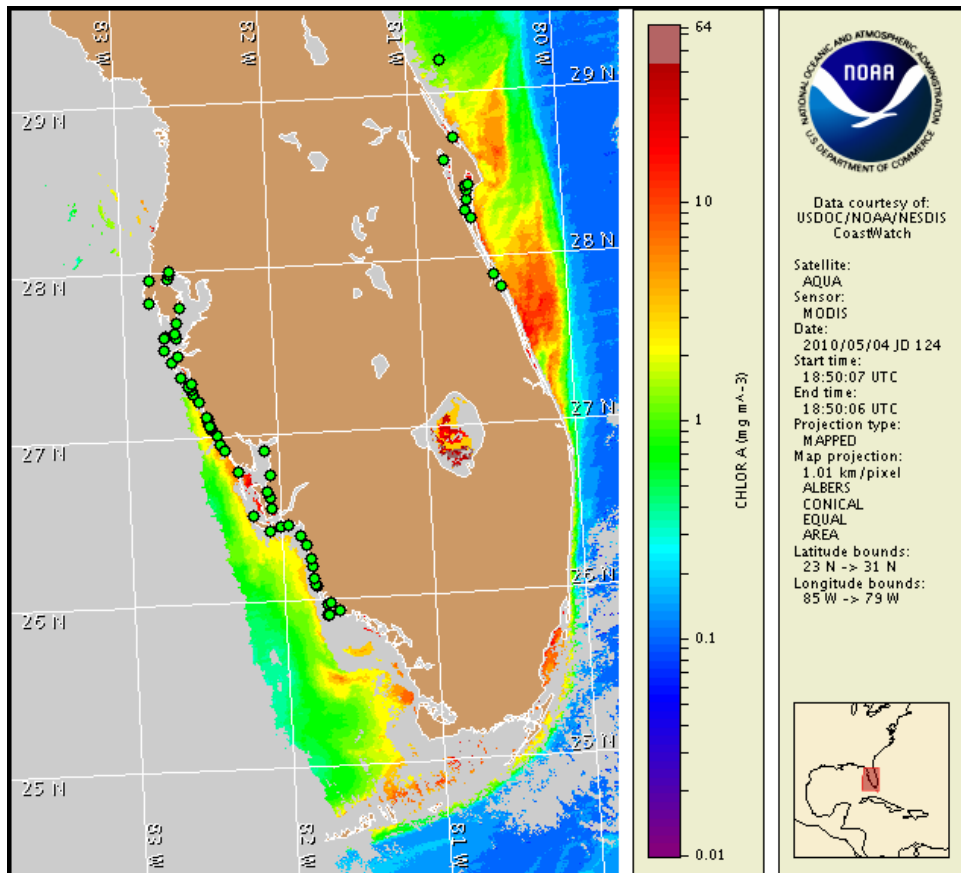 83 W
82 W
81 W
80 W
29 N
29 N
28 N
28 N
27 N
27 N
26 N
26 N
25 N
25 N
83 W
82 W
81 W
64
10
1
0.1
0.01
CHLOR A (mg m^-3)
NATIONAL OCEANIC AND ATMOSPHERIC ADMINISTRATION
NOAA
U.S. DEPARTMENT OF COMMERCE
Data courtesy of:
USDOC/NOAA/NESDIS
CoastWatch
Satellite:
AQUA
Sensor:
MODIS
Date:
2010/05/04 JD 124
Start time:
18:50:07 UTC
End time:
18:50:06 UTC
Projection type:
MAPPED
Map projection:
1.01 km/pixel
ALBERS
CONICAL
EQUAL
AREA
Latitude bounds:
23 N -> 31 N
Longitude bounds:
85 W -> 79 W